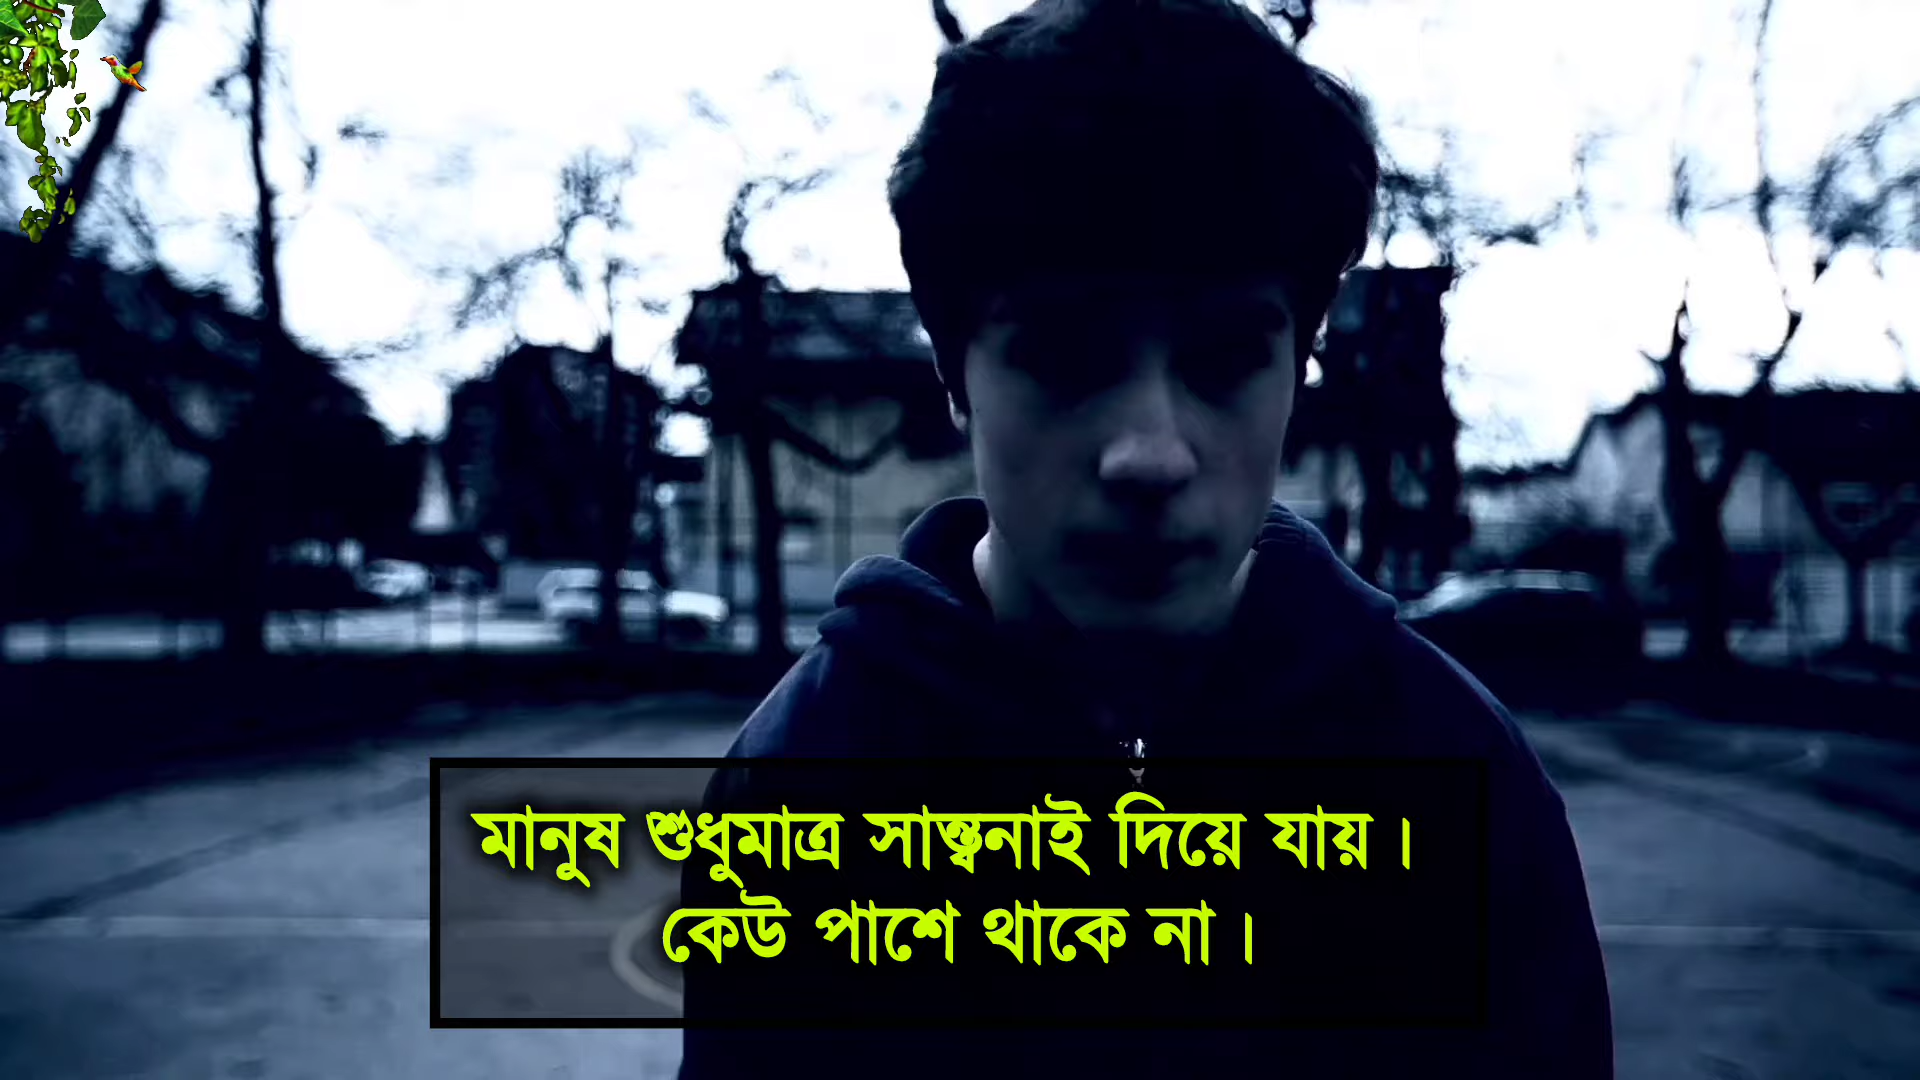 মানুষ শুধুমাত্র সান্ত্বনাই দিয়ে যায়।
কেউ পাশে থাকে না।